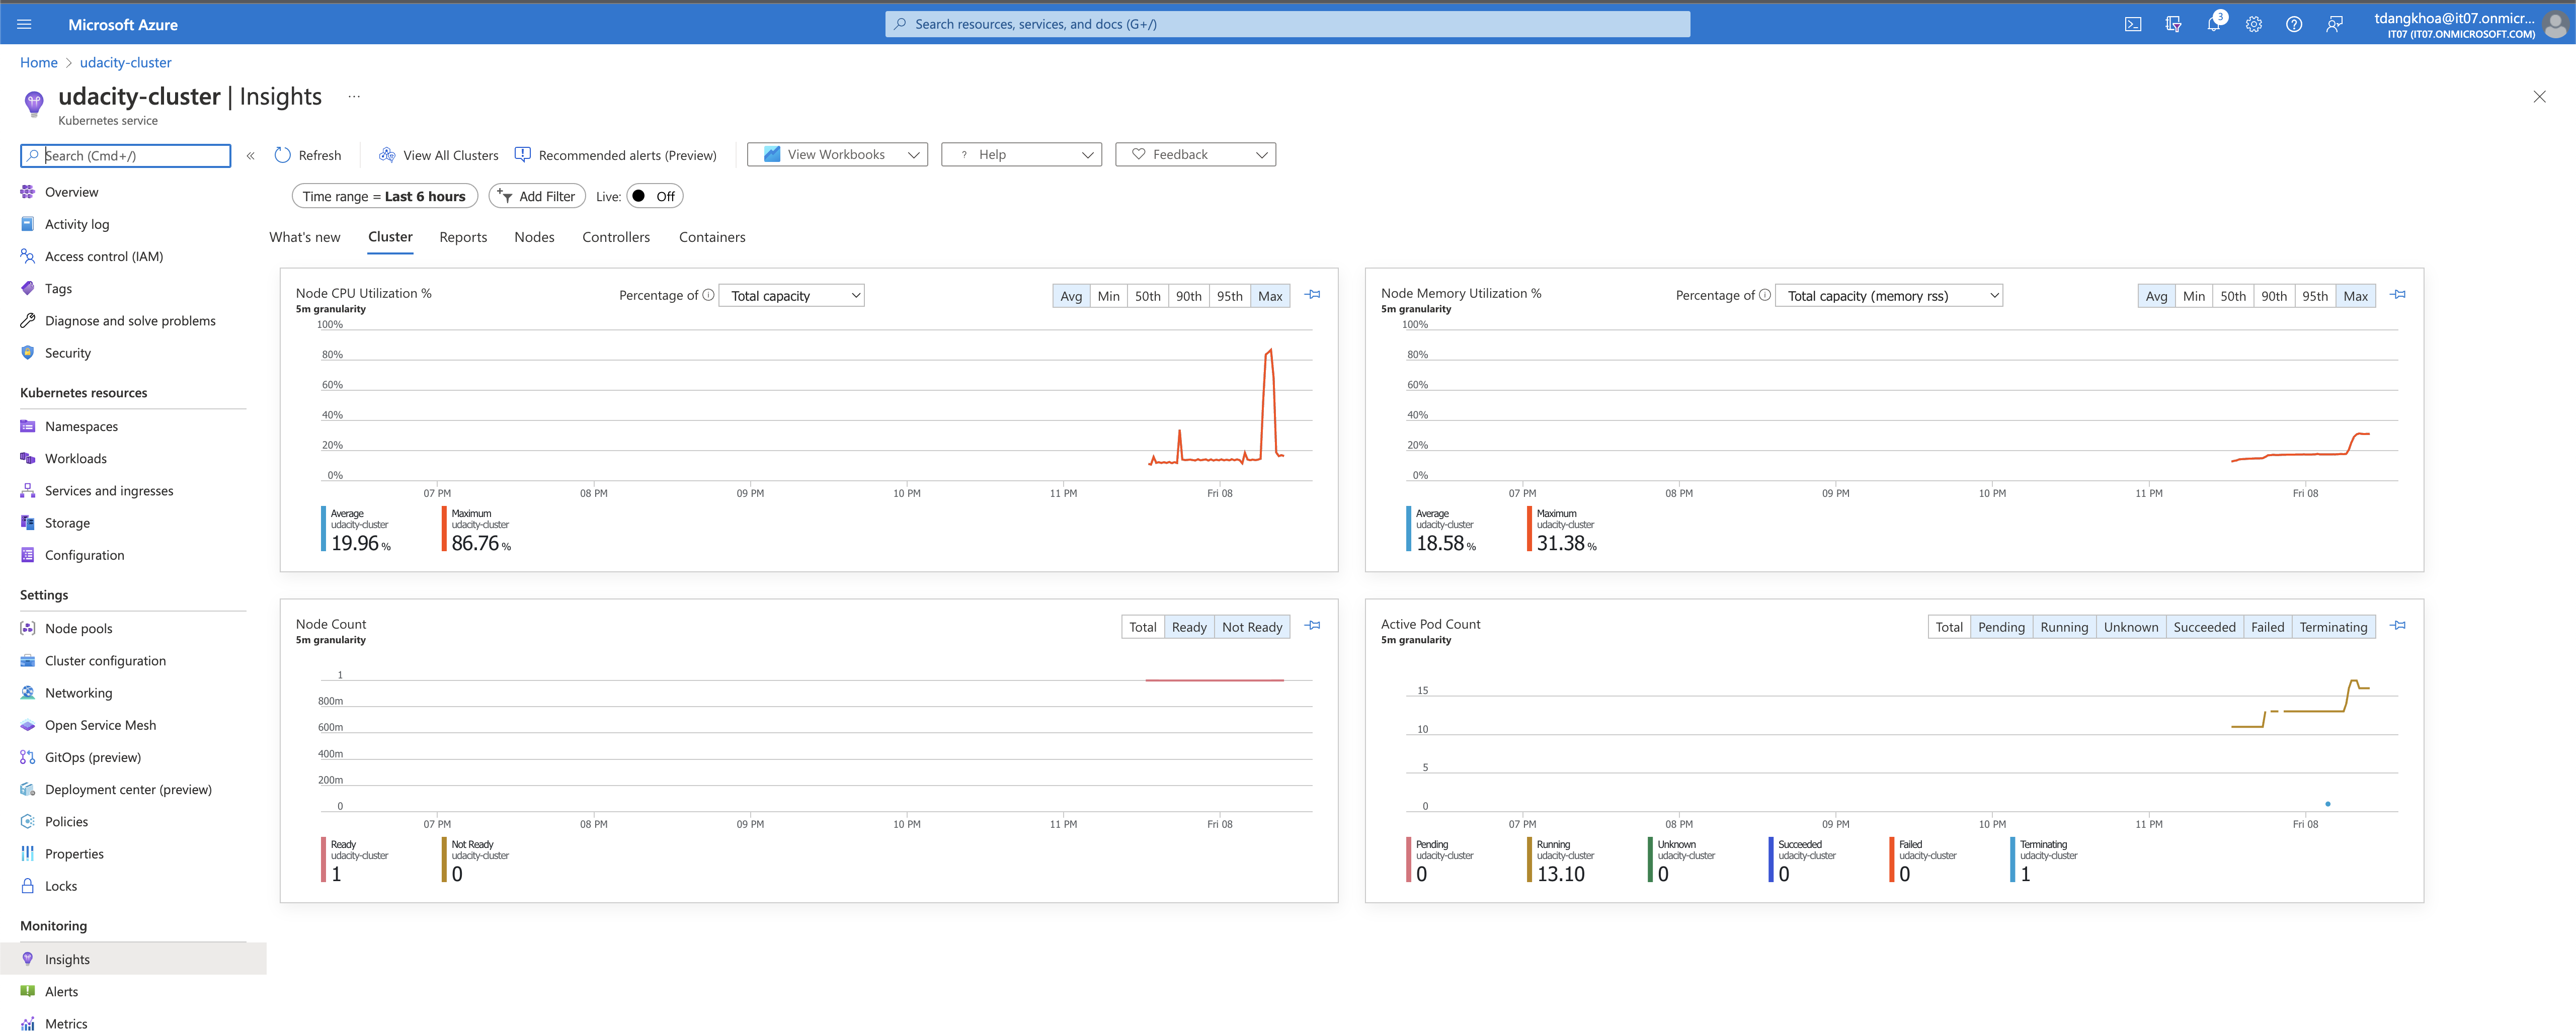 Microsoft Azure
Search resources, services, and docs (G+/)
3
tdangkhoa@it07.onmicr...
IT07 (IT07.ONMICROSOFT.COM)
Home > udacity-cluster
udacity-cluster | Insights ...
Kubernetes service
Search (Cmd+/)
«
Refresh
View All Clusters
Recommended alerts (Preview)
View Workbooks
? Help
Feedback
Time range = Last 6 hours
Add Filter
Live: Off
What's new
Cluster
Reports
Nodes
Controllers
Containers
Overview
Activity log
Access control (IAM)
Tags
Diagnose and solve problems
Security
Kubernetes resources
Namespaces
Workloads
Services and ingresses
Storage
Configuration
Settings
Node pools
Cluster configuration
Networking
Open Service Mesh
GitOps (preview)
Deployment center (preview)
Policies
Properties
Locks
Monitoring
Insights
Alerts
Metrics
Node CPU Utilization %
5m granularity
Percentage of
Total capacity
Avg Min 50th 90th 95th Max
100%
80%
60%
40%
20%
0%
07 PM 08 PM 09 PM 10 PM 11 PM Fri 08
Average
udacity-cluster
19.96 %
Maximum
udacity-cluster
86.76 %
Node Memory Utilization %
5m granularity
Percentage of
Total capacity (memory rss)
Avg Min 50th 90th 95th Max
100%
80%
60%
40%
20%
0%
07 PM 08 PM 09 PM 10 PM 11 PM Fri 08
Average
udacity-cluster
18.58 %
Maximum
udacity-cluster
31.38 %
Node Count
5m granularity
Total Ready Not Ready
1
800m
600m
400m
200m
0
07 PM 08 PM 09 PM 10 PM 11 PM Fri 08
Ready
udacity-cluster
1
Not Ready
udacity-cluster
0
Active Pod Count
5m granularity
Total Pending Running Unknown Succeeded Failed Terminating
15
10
5
0
07 PM 08 PM 09 PM 10 PM 11 PM Fri 08
Pending
udacity-cluster
0
Running
udacity-cluster
13.10
Unknown
udacity-cluster
0
Succeeded
udacity-cluster
0
Failed
udacity-cluster
0
Terminating
udacity-cluster
1